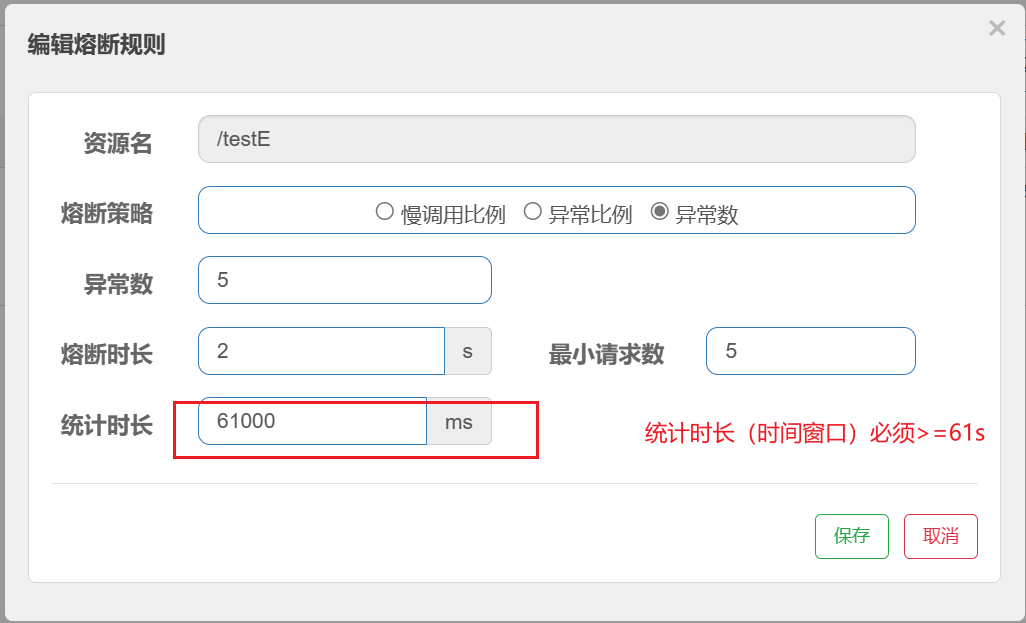 编辑熔断规则
×
资源名 /testE
熔断策略 慢调用比例 异常比例 异常数
异常数 5
熔断时长 2 s 最小请求数 5
统计时长 61000 ms 统计时长（时间窗口）必须>=61s
保存 取消